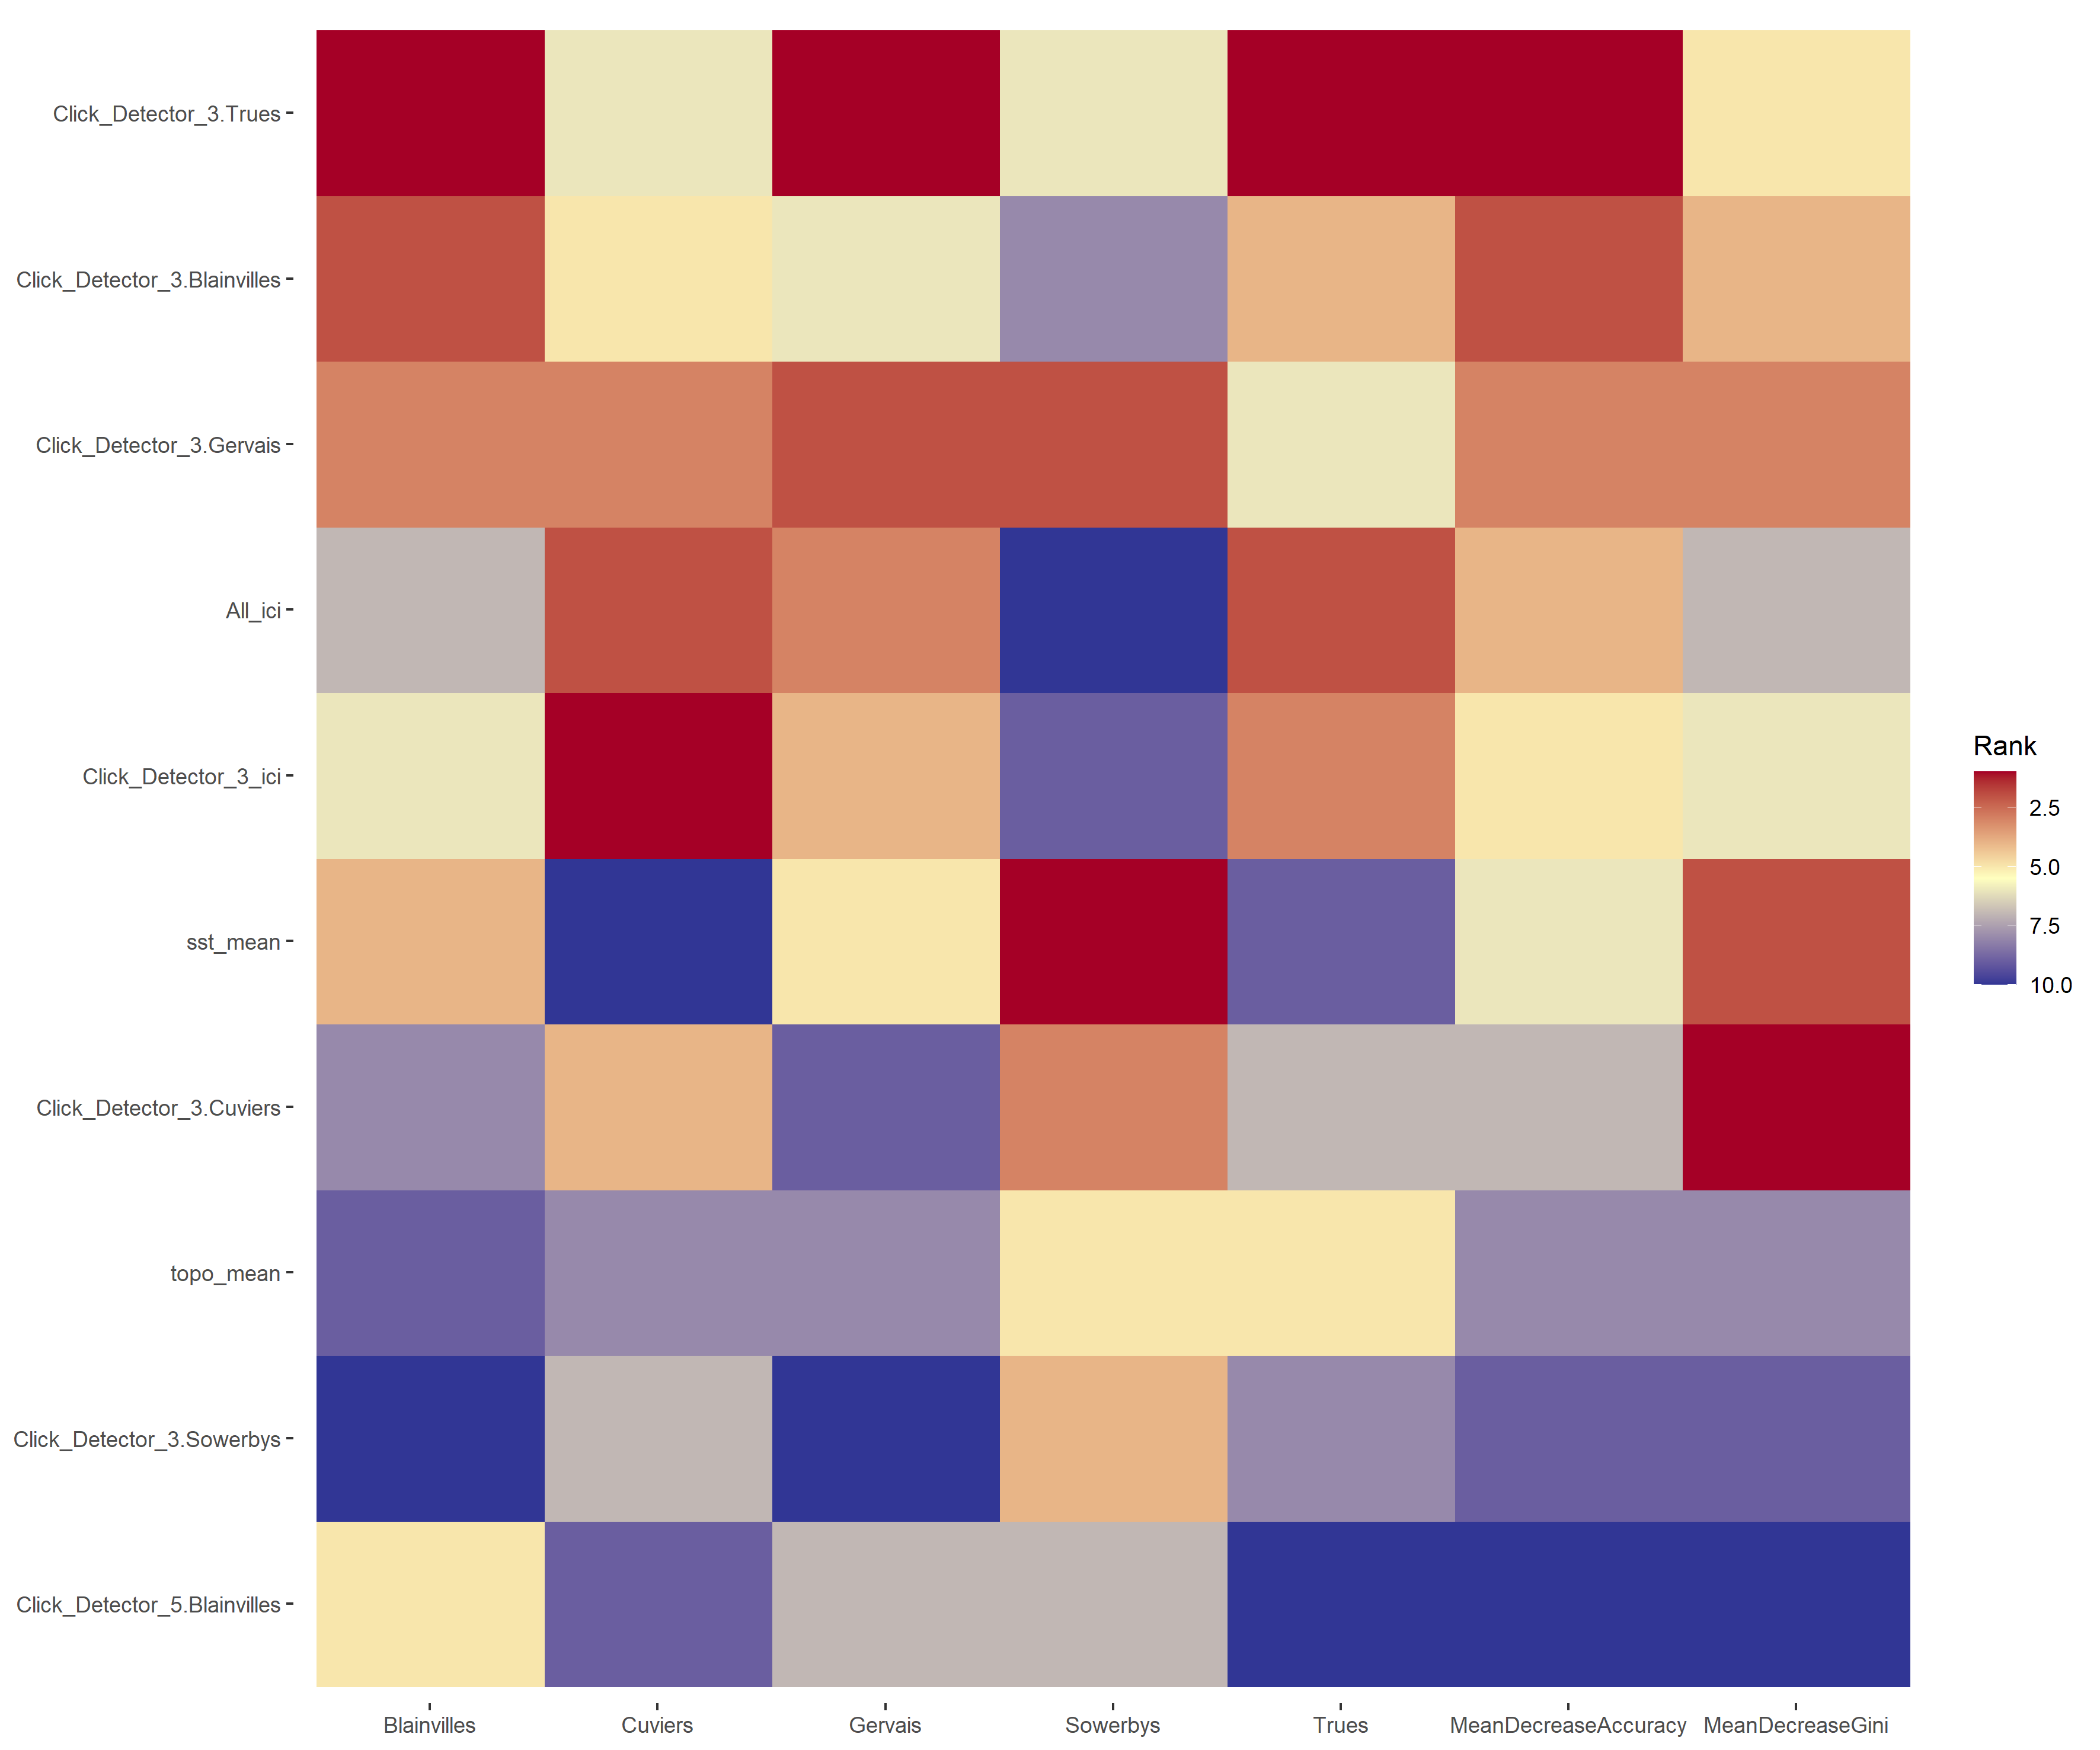 Click_Detector_3.Trues
Click_Detector_3.Blainvilles
Click_Detector_3.Gervais
All_ici
Click_Detector_3_ici
sst_mean
Click_Detector_3.Cuviers
topo_mean
Click_Detector_3.Sowerbys
Click_Detector_5.Blainvilles
Blainvilles Cuviers Gervais Sowerbys Trues MeanDecreaseAccuracy MeanDecreaseGini
Rank
2.5
5.0
7.5
10.0